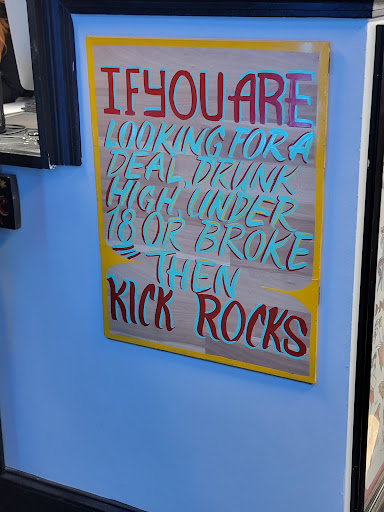 IF YOU ARE
LOOKING FOR A
DEAL, DRUNK
HIGH, UNDER
18 OR BROKE
THEN
KICK ROCKS